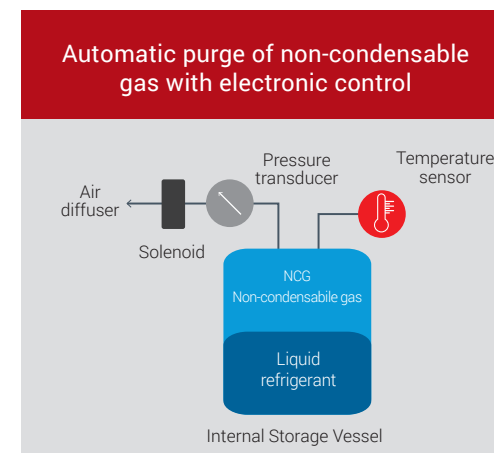 Automatic purge of non-condensable
gas with electronic control
Pressure
transducer
Temperature
sensor
Air
diffuser
Solenoid
NCG
Non-condensabile gas
Liquid
refrigerant
Internal Storage Vessel